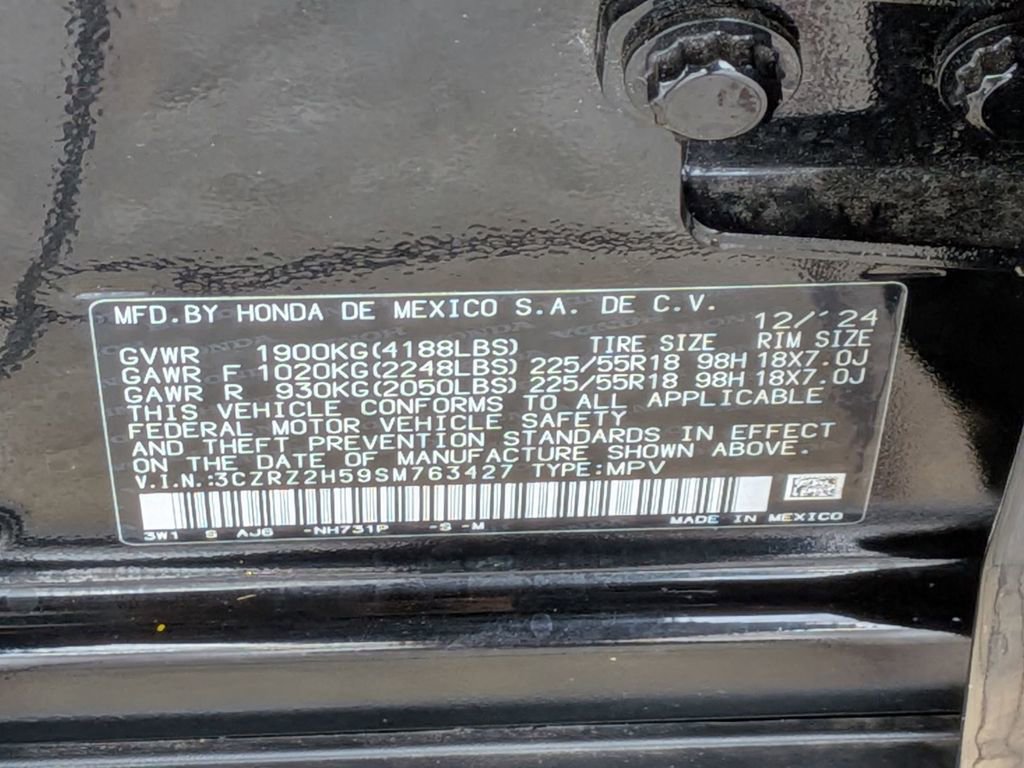 MFD.BY HONDA DE MEXICO S.A. DE C.V.
12/'24
GVWR 1900KG(4188LBS) TIRE SIZE RIM SIZE
GAWR F 1020KG(2248LBS) 225/55R18 98H 18X7.0J
GAWR R 930KG(2050LBS) 225/55R18 98H 18X7.0J
THIS VEHICLE CONFORMS TO ALL APPLICABLE
FEDERAL MOTOR VEHICLE SAFETY
AND THEFT PREVENTION STANDARDS IN EFFECT
ON THE DATE OF MANUFACTURE SHOWN ABOVE.
V.I.N.:3CZRZ2H59SM763427 TYPE:MPV
3W1 S AJ6 -NH731P -S -M MADE IN MEXICO